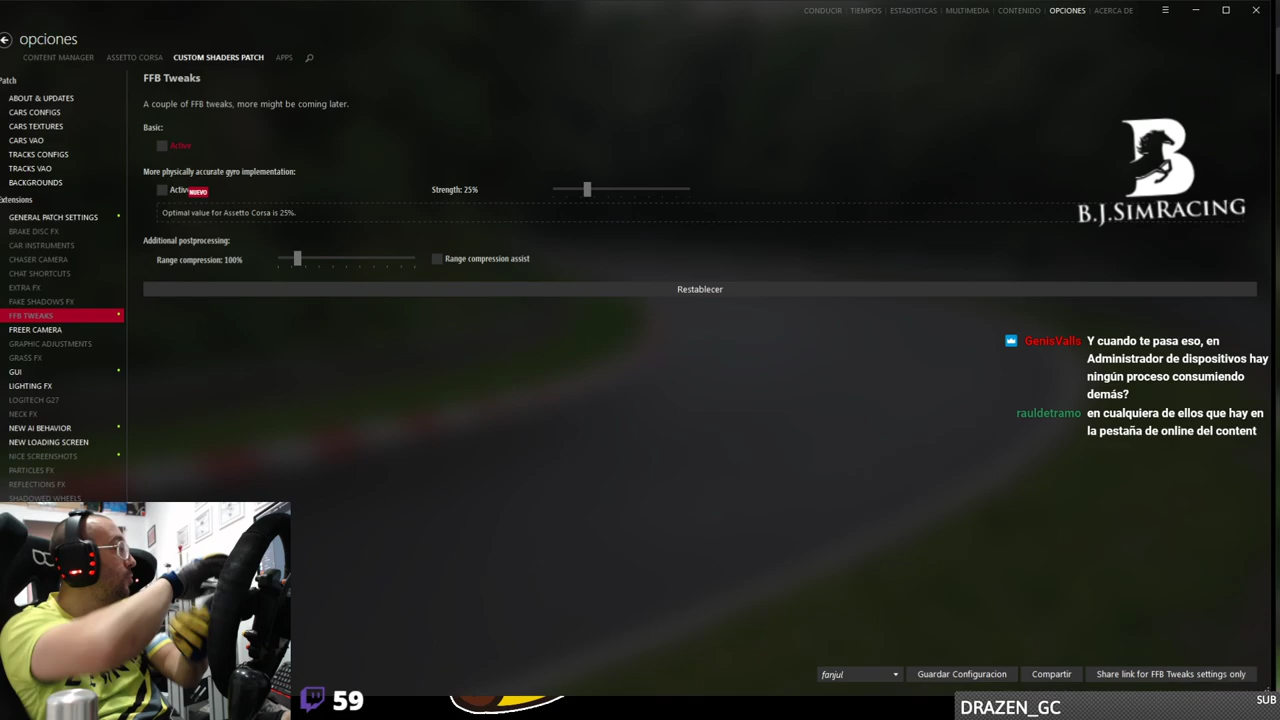 CONDUCIR TIEMPOS ESTADISTICAS MULTIMEDIA CONTENIDO OPCIONES ACERCA DE
opciones
CONTENT MANAGER ASSETTO CORSA CUSTOM SHADERS PATCH APPS
Patch
ABOUT & UPDATES
CARS CONFIGS
CARS TEXTURES
CARS VAO
TRACKS CONFIGS
TRACKS VAO
BACKGROUNDS
Extensions
GENERAL PATCH SETTINGS
BRAKE DISC FX
CAR INSTRUMENTS
CHASER CAMERA
CHAT SHORTCUTS
EXTRA FX
FAKE SHADOWS FX
FFB TWEAKS
FREER CAMERA
GRAPHIC ADJUSTMENTS
GRASS FX
GUI
LIGHTING FX
LOGITECH G27
NECK FX
NEW AI BEHAVIOR
NEW LOADING SCREEN
NICE SCREENSHOTS
PARTICLES FX
REFLECTIONS FX
SHADOWED WHEELS
FFB Tweaks
A couple of FFB tweaks, more might be coming later.
Basic:
Active
More physically accurate gyro implementation:
Active NUEVO Strength: 25%
Optimal value for Assetto Corsa is 25%.
Additional postprocessing:
Range compression: 100% Range compression assist
Restablecer
B
B.J.SIMRACING
GenisValls Y cuando te pasa eso, en
Administrador de dispositivos hay
ningún proceso consumiendo
demás?
rauldetramo en cualquiera de ellos que hay en
la pestaña de online del content
fanjul Guardar Configuracion Compartir Share link for FFB Tweaks settings only
59
DRAZEN_GC
SUB